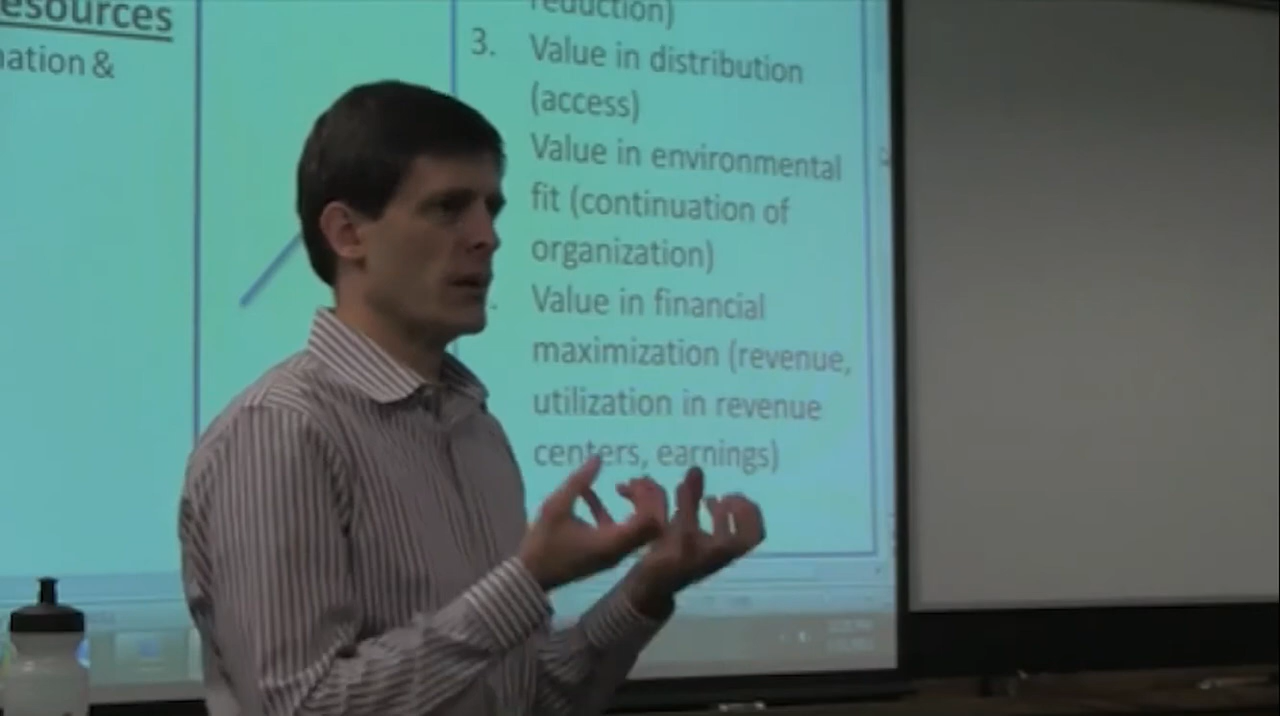 esources
ation &
reduction)
3. Value in distribution
(access)
Value in environmental
fit (continuation of
organization)
Value in financial
maximization (revenue,
utilization in revenue
centers, earnings)